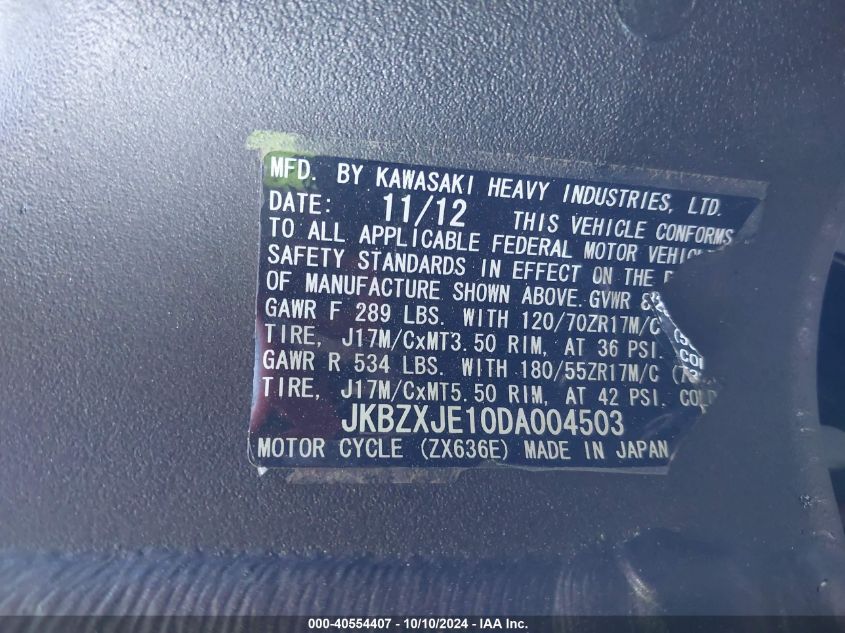 MFD. BY KAWASAKI HEAVY INDUSTRIES, LTD.
DATE: 11/12 THIS VEHICLE CONFORMS
TO ALL APPLICABLE FEDERAL MOTOR
SAFETY STANDARDS IN EFFECT ON THE
OF MANUFACTURE SHOWN ABOVE. GVWR
GAWR F 289 LBS. WITH 120/70ZR17M/C
TIRE, J17M/CxMT3.50 RIM, AT 36 PSI.
GAWR R 534 LBS. WITH 180/55ZR17M/C
TIRE, J17M/CxMT5.50 RIM, AT 42 PSI.
JKBZXJE10DA004503
MOTOR CYCLE (ZX636E) MADE IN JAPAN
000-40554407 - 10/10/2024 - IAA Inc.